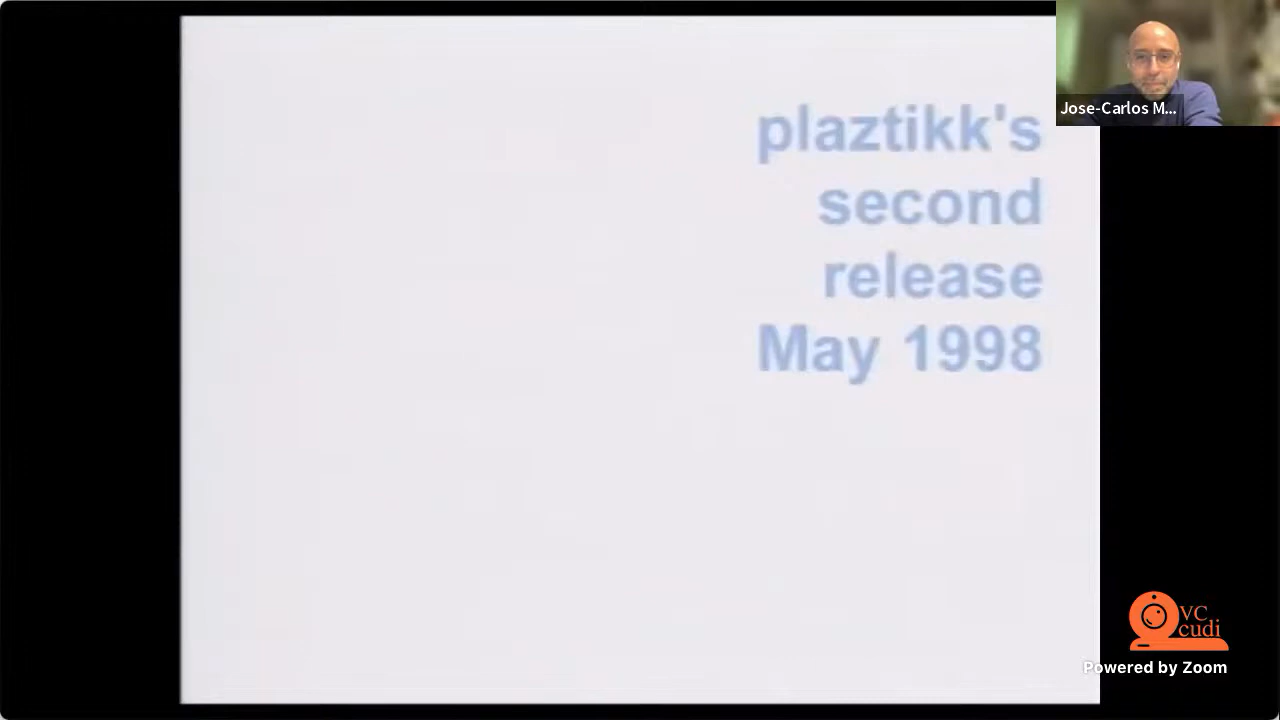 plaztikk's
second
release
May 1998
Jose-Carlos M...
VC
cudi
Powered by Zoom